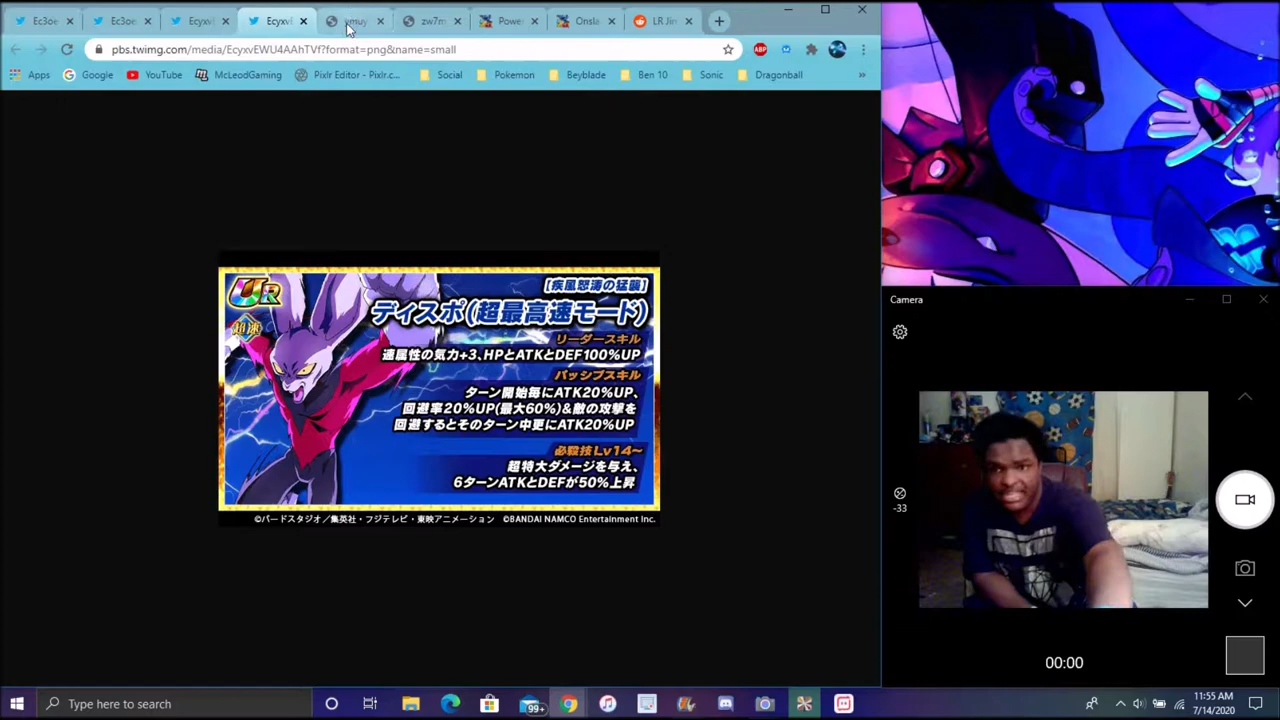 Ec3oe
Ec3oe
Ecyxvi
Ecyxvi
xmuy
zw7m
Power
Onsla
LR Jin
pbs.twimg.com/media/EcyxvEWU4AAhTVf?format=png&name=small
Apps
Google
YouTube
McLeodGaming
Pixlr Editor - Pixlr.c...
Social
Pokemon
Beyblade
Ben 10
Sonic
Dragonball
»
ABP
UR
超速
【疾風怒涛の猛襲】
ディスポ(超最高速モード)
リーダースキル
速属性の気力+3、HPとATKとDEF100%UP
パッシブスキル
ターン開始毎にATK20%UP、
回避率20%UP(最大60%)&敵の攻撃を
回避するとそのターン中更にATK20%UP
必殺技Lv14~
超特大ダメージを与え、
6ターンATKとDEFが50%上昇
©バードスタジオ/集英社・フジテレビ・東映アニメーション ©BANDAI NAMCO Entertainment Inc.
Camera
-33
00:00
Type here to search
99+
11:55 AM
7/14/2020